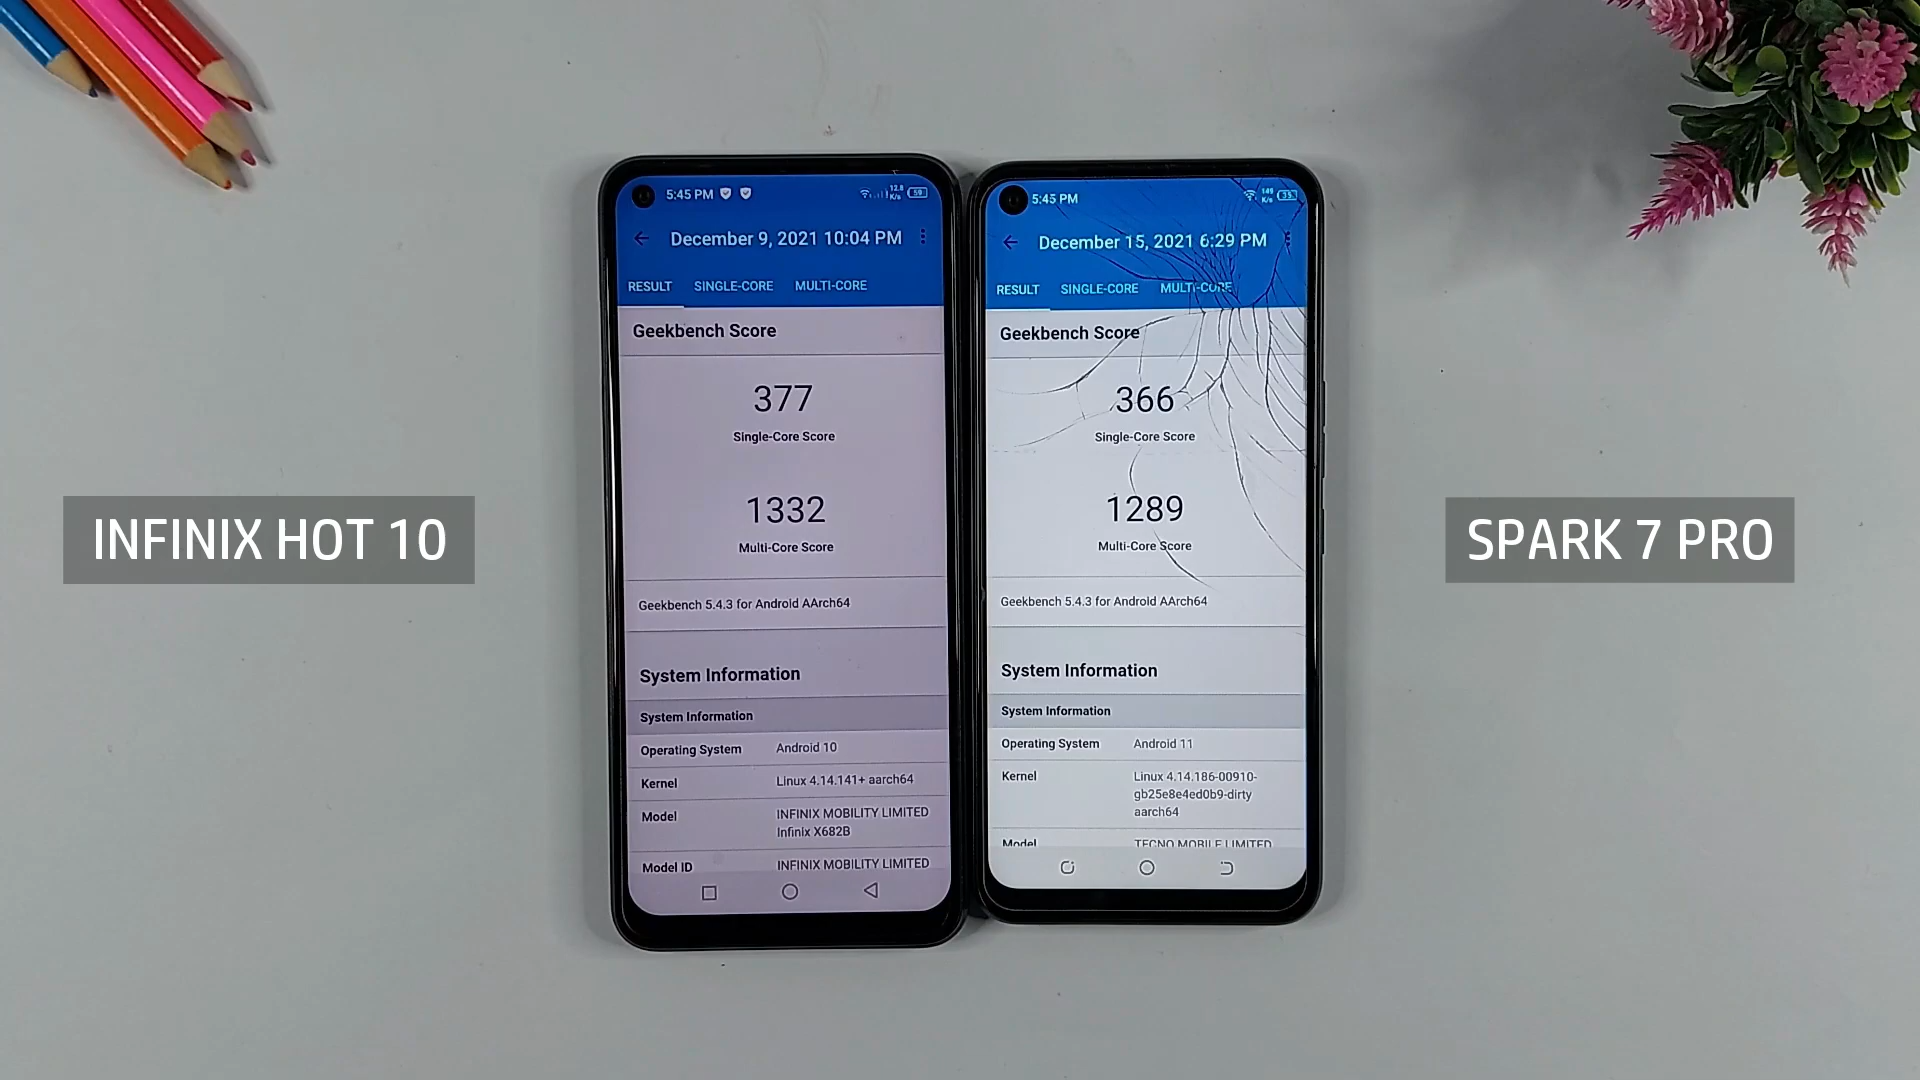 INFINIX HOT 10
5:45 PM
12.8
K/s
59
December 9, 2021 10:04 PM
RESULT SINGLE-CORE MULTI-CORE
Geekbench Score
377
Single-Core Score
1332
Multi-Core Score
Geekbench 5.4.3 for Android AArch64
System Information
System Information
Operating System Android 10
Kernel Linux 4.14.141+ aarch64
Model INFINIX MOBILITY LIMITED
Infinix X682B
Model ID INFINIX MOBILITY LIMITED
5:45 PM
149
K/s
35
December 15, 2021 6:29 PM
RESULT SINGLE-CORE MULTI-CORE
Geekbench Score
366
Single-Core Score
1289
Multi-Core Score
Geekbench 5.4.3 for Android AArch64
System Information
System Information
Operating System Android 11
Kernel Linux 4.14.186-00910-
gb25e8e4ed0b9-dirty
aarch64
Model TECNO MOBILE LIMITED
SPARK 7 PRO